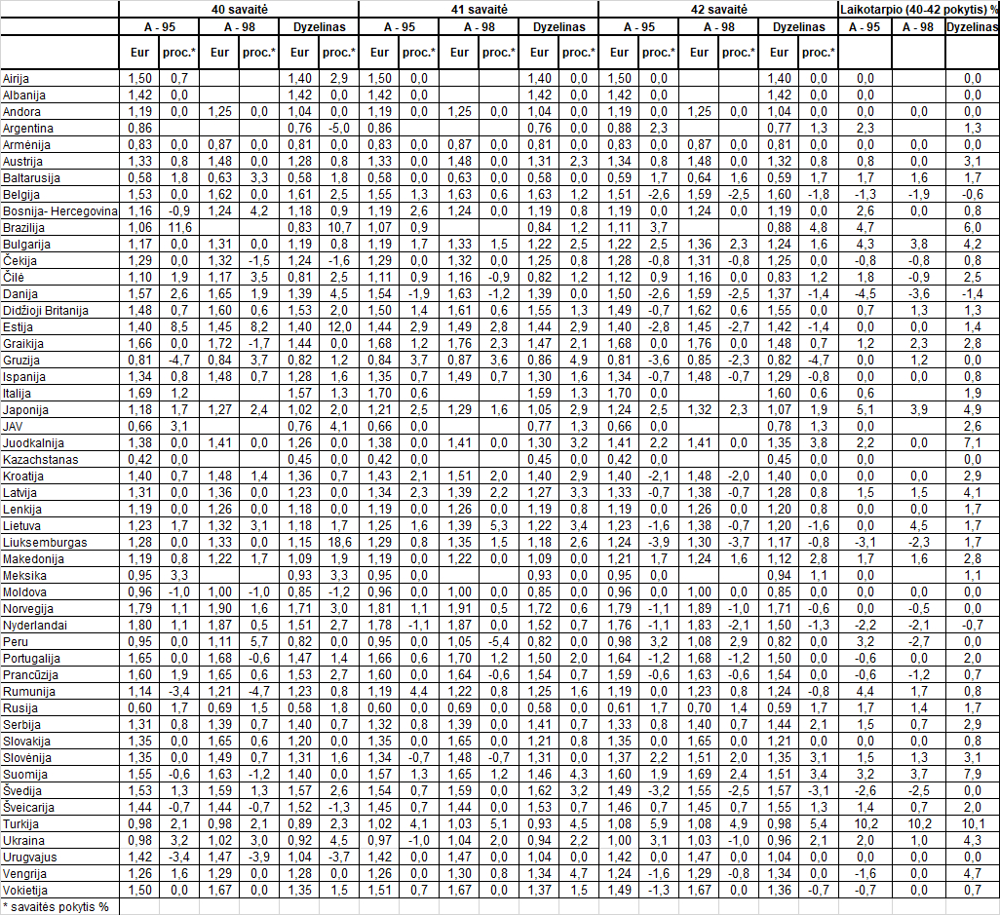 40 savaitė 41 savaitė 42 savaitė Laikotarpio (40-42 pokytis) %
A - 95 A - 98 Dyzelinas A - 95 A - 98 Dyzelinas A - 95 A - 98 Dyzelinas A - 95 A - 98 Dyzelinas
Eur proc.* Eur proc.* Eur proc.* Eur proc.* Eur proc.* Eur proc.* Eur proc.* Eur proc.* Eur proc.*
Airija 1,50 0,7 1,40 2,9 1,50 0,0 1,40 0,0 1,50 0,0 1,40 0,0 0,0 0,0
Albanija 1,42 0,0 1,42 0,0 1,42 0,0 1,42 0,0 1,42 0,0 1,42 0,0 0,0 0,0
Andora 1,19 0,0 1,25 0,0 1,04 0,0 1,19 0,0 1,25 0,0 1,04 0,0 1,19 0,0 1,25 0,0 1,04 0,0 0,0 0,0 0,0
Argentina 0,86 0,76 -5,0 0,86 0,76 0,0 0,88 2,3 0,77 1,3 2,3 1,3
Armėnija 0,83 0,0 0,87 0,0 0,81 0,0 0,83 0,0 0,87 0,0 0,81 0,0 0,83 0,0 0,87 0,0 0,81 0,0 0,0 0,0 0,0
Austrija 1,33 0,8 1,48 0,0 1,28 0,8 1,33 0,0 1,48 0,0 1,31 2,3 1,34 0,8 1,48 0,0 1,32 0,8 0,8 0,0 3,1
Baltarusija 0,58 1,8 0,63 3,3 0,58 1,8 0,58 0,0 0,63 0,0 0,58 0,0 0,59 1,7 0,64 1,6 0,59 1,7 1,7 1,6 1,7
Belgija 1,53 0,0 1,62 0,0 1,61 2,5 1,55 1,3 1,63 0,6 1,63 1,2 1,51 -2,6 1,59 -2,5 1,60 -1,8 -1,3 -1,9 -0,6
Bosnija- Hercegovina 1,16 -0,9 1,24 4,2 1,18 0,9 1,19 2,6 1,24 0,0 1,19 0,8 1,19 0,0 1,24 0,0 1,19 0,0 2,6 0,0 0,8
Brazilija 1,06 11,6 0,83 10,7 1,07 0,9 0,84 1,2 1,11 3,7 0,88 4,8 4,7 6,0
Bulgarija 1,17 0,0 1,31 0,0 1,19 0,8 1,19 1,7 1,33 1,5 1,22 2,5 1,22 2,5 1,36 2,3 1,24 1,6 4,3 3,8 4,2
Čekija 1,29 0,0 1,32 -1,5 1,24 -1,6 1,29 0,0 1,32 0,0 1,25 0,8 1,28 -0,8 1,31 -0,8 1,25 0,0 -0,8 -0,8 0,8
Čilė 1,10 1,9 1,17 3,5 0,81 2,5 1,11 0,9 1,16 -0,9 0,82 1,2 1,12 0,9 1,16 0,0 0,83 1,2 1,8 -0,9 2,5
Danija 1,57 2,6 1,65 1,9 1,39 4,5 1,54 -1,9 1,63 -1,2 1,39 0,0 1,50 -2,6 1,59 -2,5 1,37 -1,4 -4,5 -3,6 -1,4
Didžioji Britanija 1,48 0,7 1,60 0,6 1,53 2,0 1,50 1,4 1,61 0,6 1,55 1,3 1,49 -0,7 1,62 0,6 1,55 0,0 0,7 1,3 1,3
Estija 1,40 8,5 1,45 8,2 1,40 12,0 1,44 2,9 1,49 2,8 1,44 2,9 1,40 -2,8 1,45 -2,7 1,42 -1,4 0,0 0,0 1,4
Graikija 1,66 0,0 1,72 -1,7 1,44 0,0 1,68 1,2 1,76 2,3 1,47 2,1 1,68 0,0 1,76 0,0 1,48 0,7 1,2 2,3 2,8
Gruzija 0,81 -4,7 0,84 3,7 0,82 1,2 0,84 3,7 0,87 3,6 0,86 4,9 0,81 -3,6 0,85 -2,3 0,82 -4,7 0,0 1,2 0,0
Ispanija 1,34 0,8 1,48 0,7 1,28 1,6 1,35 0,7 1,49 0,7 1,30 1,6 1,34 -0,7 1,48 -0,7 1,29 -0,8 0,0 0,0 0,8
Italija 1,69 1,2 1,57 1,3 1,70 0,6 1,59 1,3 1,70 0,0 1,60 0,6 0,6 1,9
Japonija 1,18 1,7 1,27 2,4 1,02 2,0 1,21 2,5 1,29 1,6 1,05 2,9 1,24 2,5 1,32 2,3 1,07 1,9 5,1 3,9 4,9
JAV 0,66 3,1 0,76 4,1 0,66 0,0 0,77 1,3 0,66 0,0 0,78 1,3 0,0 2,6
Juodkalnija 1,38 0,0 1,41 0,0 1,26 0,0 1,38 0,0 1,41 0,0 1,30 3,2 1,41 2,2 1,41 0,0 1,35 3,8 2,2 0,0 7,1
Kazachstanas 0,42 0,0 0,45 0,0 0,42 0,0 0,45 0,0 0,42 0,0 0,45 0,0 0,0 0,0
Kroatija 1,40 0,7 1,48 1,4 1,36 0,7 1,43 2,1 1,51 2,0 1,40 2,9 1,40 -2,1 1,48 -2,0 1,40 0,0 0,0 0,0 2,9
Latvija 1,31 0,0 1,36 0,0 1,23 0,0 1,34 2,3 1,39 2,2 1,27 3,3 1,33 -0,7 1,38 -0,7 1,28 0,8 1,5 1,5 4,1
Lenkija 1,19 0,0 1,26 0,0 1,18 0,0 1,19 0,0 1,26 0,0 1,19 0,8 1,19 0,0 1,26 0,0 1,20 0,8 0,0 0,0 1,7
Lietuva 1,23 1,7 1,32 3,1 1,18 1,7 1,25 1,6 1,39 5,3 1,22 3,4 1,23 -1,6 1,38 -0,7 1,20 -1,6 0,0 4,5 1,7
Liuksemburgas 1,28 0,0 1,33 0,0 1,15 18,6 1,29 0,8 1,35 1,5 1,18 2,6 1,24 -3,9 1,30 -3,7 1,17 -0,8 -3,1 -2,3 1,7
Makedonija 1,19 0,8 1,22 1,7 1,09 1,9 1,19 0,0 1,22 0,0 1,09 0,0 1,21 1,7 1,24 1,6 1,12 2,8 1,7 1,6 2,8
Meksika 0,95 3,3 0,93 3,3 0,95 0,0 0,93 0,0 0,95 0,0 0,94 1,1 0,0 1,1
Moldova 0,96 -1,0 1,00 -1,0 0,85 -1,2 0,96 0,0 1,00 0,0 0,85 0,0 0,96 0,0 1,00 0,0 0,85 0,0 0,0 0,0 0,0
Norvegija 1,79 1,1 1,90 1,6 1,71 3,0 1,81 1,1 1,91 0,5 1,72 0,6 1,79 -1,1 1,89 -1,0 1,71 -0,6 0,0 -0,5 0,0
Nyderlandai 1,80 1,1 1,87 0,5 1,51 2,7 1,78 -1,1 1,87 0,0 1,52 0,7 1,76 -1,1 1,83 -2,1 1,50 -1,3 -2,2 -2,1 -0,7
Peru 0,95 0,0 1,11 5,7 0,82 0,0 0,95 0,0 1,05 -5,4 0,82 0,0 0,98 3,2 1,08 2,9 0,82 0,0 3,2 -2,7 0,0
Portugalija 1,65 0,0 1,68 -0,6 1,47 1,4 1,66 0,6 1,70 1,2 1,50 2,0 1,64 -1,2 1,68 -1,2 1,50 0,0 -0,6 0,0 2,0
Prancūzija 1,60 1,9 1,65 0,6 1,53 2,7 1,60 0,0 1,64 -0,6 1,54 0,7 1,59 -0,6 1,63 -0,6 1,54 0,0 -0,6 -1,2 0,7
Rumunija 1,14 -3,4 1,21 -4,7 1,23 0,8 1,19 4,4 1,22 0,8 1,25 1,6 1,19 0,0 1,23 0,8 1,24 -0,8 4,4 1,7 0,8
Rusija 0,60 1,7 0,69 1,5 0,58 1,8 0,60 0,0 0,69 0,0 0,58 0,0 0,61 1,7 0,70 1,4 0,59 1,7 1,7 1,4 1,7
Serbija 1,31 0,8 1,39 0,7 1,40 0,7 1,32 0,8 1,39 0,0 1,41 0,7 1,33 0,8 1,40 0,7 1,44 2,1 1,5 0,7 2,9
Slovakija 1,35 0,0 1,65 0,6 1,20 0,0 1,35 0,0 1,65 0,0 1,21 0,8 1,35 0,0 1,65 0,0 1,21 0,0 0,0 0,0 0,8
Slovėnija 1,35 0,0 1,49 0,7 1,31 1,6 1,34 -0,7 1,48 -0,7 1,31 0,0 1,37 2,2 1,51 2,0 1,35 3,1 1,5 1,3 3,1
Suomija 1,55 -0,6 1,63 -1,2 1,40 0,0 1,57 1,3 1,65 1,2 1,46 4,3 1,60 1,9 1,69 2,4 1,51 3,4 3,2 3,7 7,9
Švedija 1,53 1,3 1,59 1,3 1,57 2,6 1,54 0,7 1,59 0,0 1,62 3,2 1,49 -3,2 1,55 -2,5 1,57 -3,1 -2,6 -2,5 0,0
Šveicarija 1,44 -0,7 1,44 -0,7 1,52 -1,3 1,45 0,7 1,44 0,0 1,53 0,7 1,46 0,7 1,45 0,7 1,55 1,3 1,4 0,7 2,0
Turkija 0,98 2,1 0,98 2,1 0,89 2,3 1,02 4,1 1,03 5,1 0,93 4,5 1,08 5,9 1,08 4,9 0,98 5,4 10,2 10,2 10,1
Ukraina 0,98 3,2 1,02 3,0 0,92 4,5 0,97 -1,0 1,04 2,0 0,94 2,2 1,00 3,1 1,03 -1,0 0,96 2,1 2,0 1,0 4,3
Urugvajus 1,42 -3,4 1,47 -3,9 1,04 -3,7 1,42 0,0 1,47 0,0 1,04 0,0 1,42 0,0 1,47 0,0 1,04 0,0 0,0 0,0 0,0
Vengrija 1,26 1,6 1,29 0,0 1,28 0,0 1,26 0,0 1,30 0,8 1,34 4,7 1,24 -1,6 1,29 -0,8 1,34 0,0 -1,6 0,0 4,7
Vokietija 1,50 0,0 1,67 0,0 1,35 1,5 1,51 0,7 1,67 0,0 1,37 1,5 1,49 -1,3 1,67 0,0 1,36 -0,7 -0,7 0,0 0,7
* savaitės pokytis %